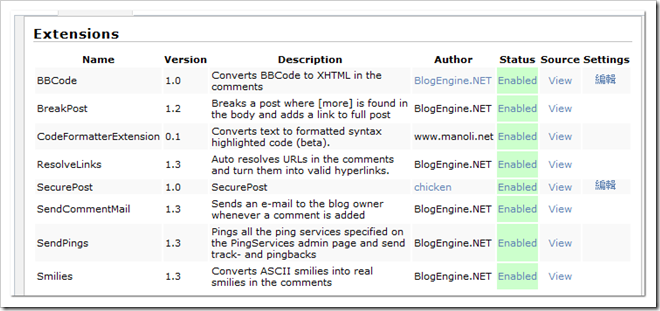 Extensions
Name Version Description Author Status Source Settings
BBCode 1.0 Converts BBCode to XHTML in the comments BlogEngine.NET Enabled View 編輯
BreakPost 1.2 Breaks a post where [more] is found in the body and adds a link to full post BlogEngine.NET Enabled View
CodeFormatterExtension 0.1 Converts text to formatted syntax highlighted code (beta). www.manoli.net Enabled View
ResolveLinks 1.3 Auto resolves URLs in the comments and turn them into valid hyperlinks. BlogEngine.NET Enabled View
SecurePost 1.0 SecurePost chicken Enabled View 編輯
SendCommentMail 1.3 Sends an e-mail to the blog owner whenever a comment is added BlogEngine.NET Enabled View
SendPings 1.3 Pings all the ping services specified on the PingServices admin page and send track- and pingbacks BlogEngine.NET Enabled View
Smilies 1.3 Converts ASCII smilies into real smilies in the comments BlogEngine.NET Enabled View